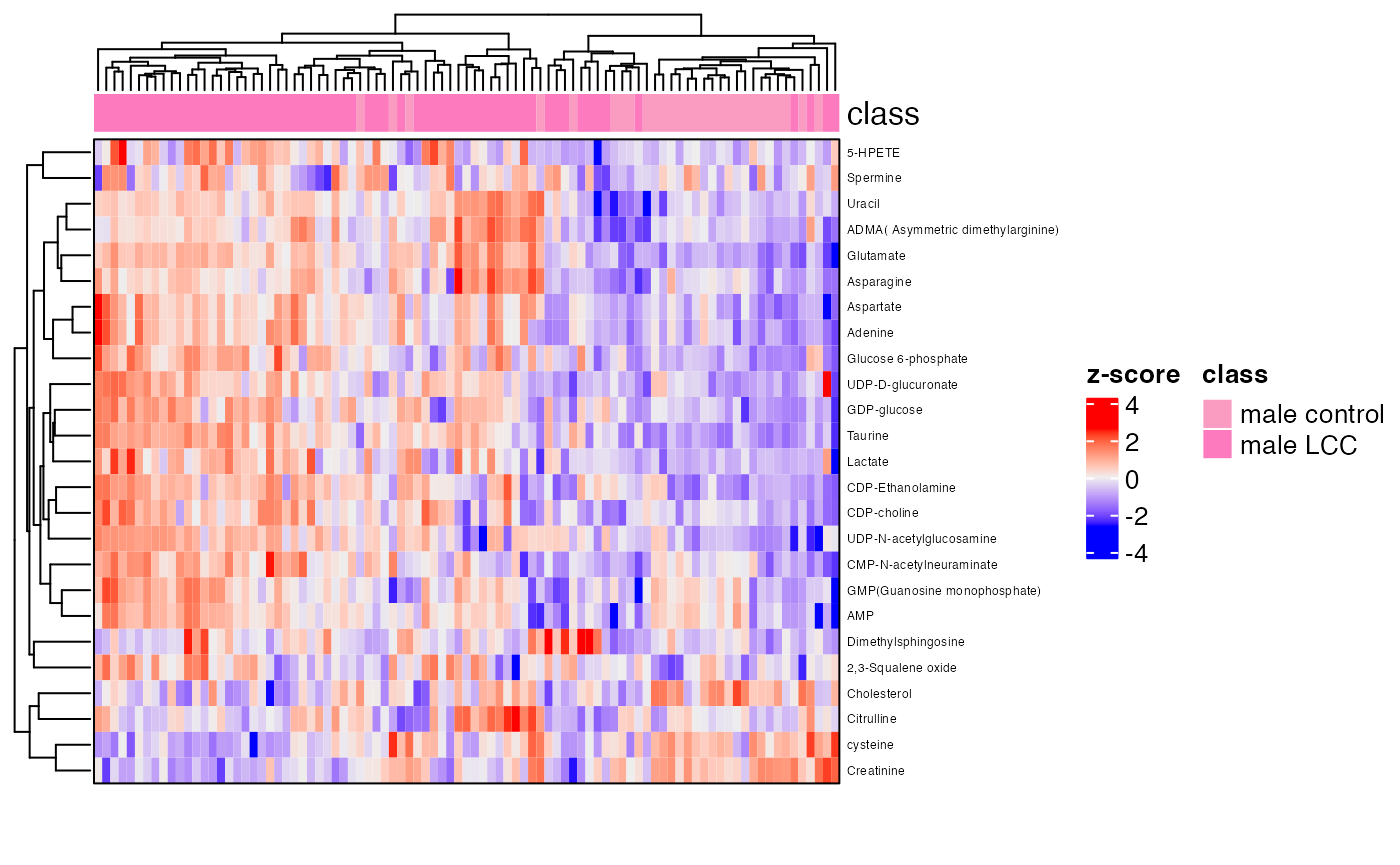 class
5-HPETE
Spermine
Uracil
ADMA( Asymmetric dimethylarginine)
Glutamate
Asparagine
Aspartate
Adenine
Glucose 6-phosphate
UDP-D-glucuronate
GDP-glucose
Taurine
Lactate
CDP-Ethanolamine
CDP-choline
UDP-N-acetylglucosamine
CMP-N-acetylneuraminate
GMP(Guanosine monophosphate)
AMP
Dimethylsphingosine
2,3-Squalene oxide
Cholesterol
Citrulline
cysteine
Creatinine
z-score
4
2
0
-2
-4
class
male control
male LCC